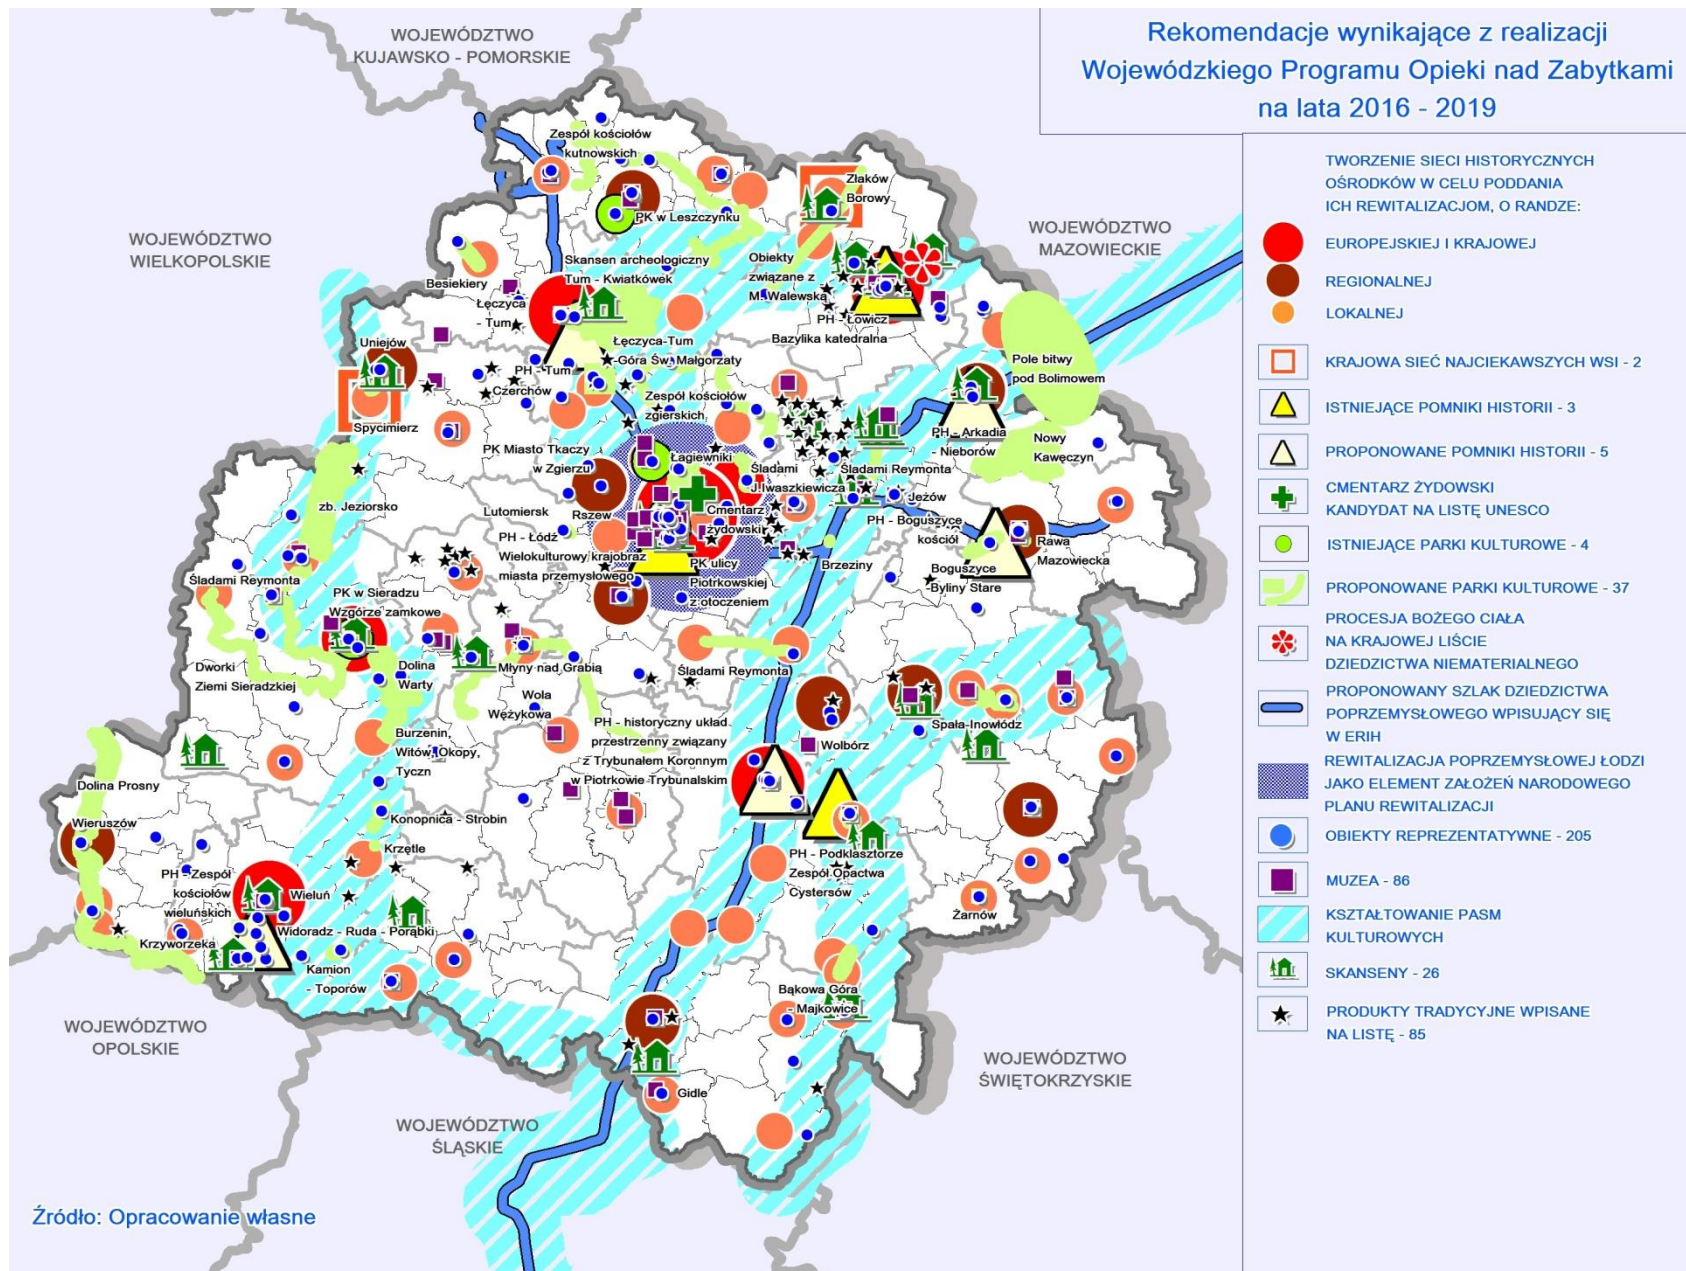 Rekomendacje wynikające z realizacji
Wojewódzkiego Programu Opieki nad Zabytkami
na lata 2016 - 2019
TWORZENIE SIECI HISTORYCZNYCH
OŚRODKÓW W CELU PODDANIA
ICH REWITALIZACJOM, O RANDZE:
EUROPEJSKIEJ I KRAJOWEJ
REGIONALNEJ
LOKALNEJ
KRAJOWA SIEĆ NAJCIEKAWSZYCH WSI - 2
ISTNIEJĄCE POMNIKI HISTORII - 3
PROPONOWANE POMNIKI HISTORII - 5
CMENTARZ ŻYDOWSKI
KANDYDAT NA LISTĘ UNESCO
ISTNIEJĄCE PARKI KULTUROWE - 4
PROPONOWANE PARKI KULTUROWE - 37
PROCESJA BOŻEGO CIAŁA
NA KRAJOWEJ LIŚCIE
DZIEDZICTWA NIEMATERIALNEGO
PROPONOWANY SZLAK DZIEDZICTWA
POPRZEMYSŁOWEGO WPISUJĄCY SIĘ
W ERIH
REWITALIZACJA POPRZEMYSŁOWEJ ŁODZI
JAKO ELEMENT ZAŁOŻEŃ NARODOWEGO
PLANU REWITALIZACJI
OBIEKTY REPREZENTATYWNE - 205
MUZEA - 86
KSZTAŁTOWANIE PASM
KULTUROWYCH
SKANSENY - 26
PRODUKTY TRADYCYJNE WPISANE
NA LISTĘ - 85
WOJEWÓDZTWO
KUJAWSKO - POMORSKIE
WOJEWÓDZTWO
WIELKOPOLSKIE
WOJEWÓDZTWO
MAZOWIECKIE
WOJEWÓDZTWO
OPOLSKIE
WOJEWÓDZTWO
ŚLĄSKIE
WOJEWÓDZTWO
ŚWIĘTOKRZYSKIE
Zespół kościołów
kutnowskich
PK w Leszczynku
Złaków
Borowy
Skansen archeologiczny
Tum - Kwiatkówek
Obiekty
związane z
M. Walewską
Besiekiery
Łęczyca
- Tum
PH - Łowicz
Bazylika katedralna
Uniejów
Łęczyca-Tum
-Góra Św. Małgorzaty
PH - Tum
Czerchów
Pole bitwy
pod Bolimowem
Spycimierz
Zespół kościołów
zgierskich
PH - Arkadia
- Nieborów
Nowy
Kawęczyn
PK Miasto Tkaczy
w Zgierzu
Łagiewniki
Śladami
J.Iwaszkiewicza
Śladami Reymonta
Jeżów
zb. Jeziorsko
Lutomiersk
Rszew
Cmentarz
żydowski
PH - Łódź
Wielokulturowy krajobraz
miasta przemysłowego
PK ulicy
Piotrkowskiej
z otoczeniem
Brzeziny
PH - Boguszyce
kościół
Rawa
Mazowiecka
Boguszyce
-Byliny Stare
Śladami Reymonta
PK w Sieradzu
Wzgórze zamkowe
Dworki
Ziemi Sieradzkiej
Dolina
Warty
Młyny nad Grabią
Śladami Reymonta
Wola
Wężykowa
PH - historyczny układ
przestrzenny związany
z Trybunałem Koronnym
w Piotrkowie Trybunalskim
Wolbórz
Spała-Inowłódz
Burzenin,
Witów, Okopy,
Tyczn
Dolina Prosny
Wieruszów
Konopnica - Strobin
Krzętle
PH - Podklasztorze
Zespół Opactwa
Cystersów
PH - Zespół
kościołów
wieluńskich
Wieluń
Widoradz - Ruda - Porąbki
Krzyworzeka
Kamion
- Toporów
Żarnów
Bąkowa Góra
- Majkowice
Gidle
Źródło: Opracowanie własne